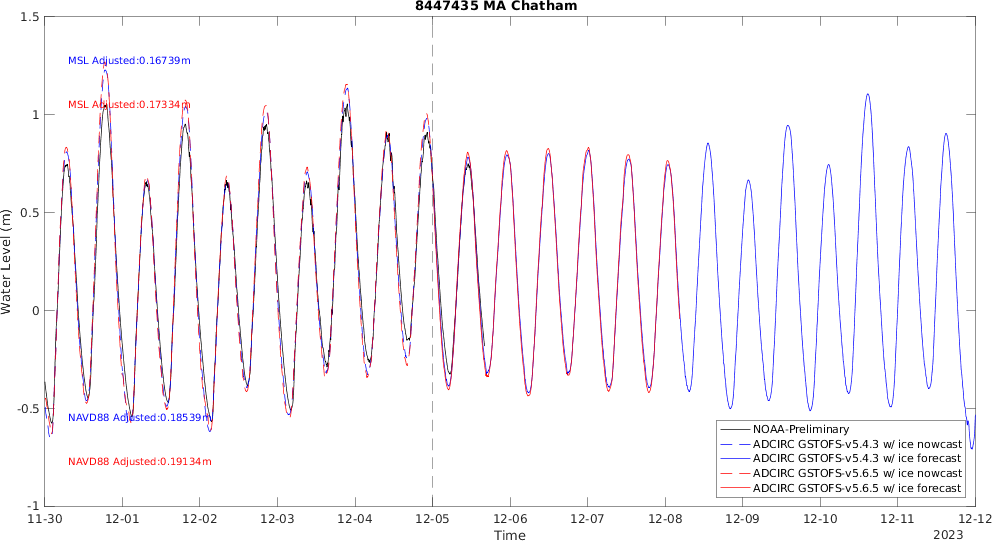 8447435 MA Chatham
1.5
1
0.5
0
-0.5
-1
Water Level (m)
MSL Adjusted:0.16739m
MSL Adjusted:0.17334m
NAVD88 Adjusted:0.18539m
NAVD88 Adjusted:0.19134m
NOAA-Preliminary
ADCIRC GSTOFS-v5.4.3 w/ ice nowcast
ADCIRC GSTOFS-v5.4.3 w/ ice forecast
ADCIRC GSTOFS-v5.6.5 w/ ice nowcast
ADCIRC GSTOFS-v5.6.5 w/ ice forecast
11-30 12-01 12-02 12-03 12-04 12-05 12-06 12-07 12-08 12-09 12-10 12-11 12-12
Time
2023